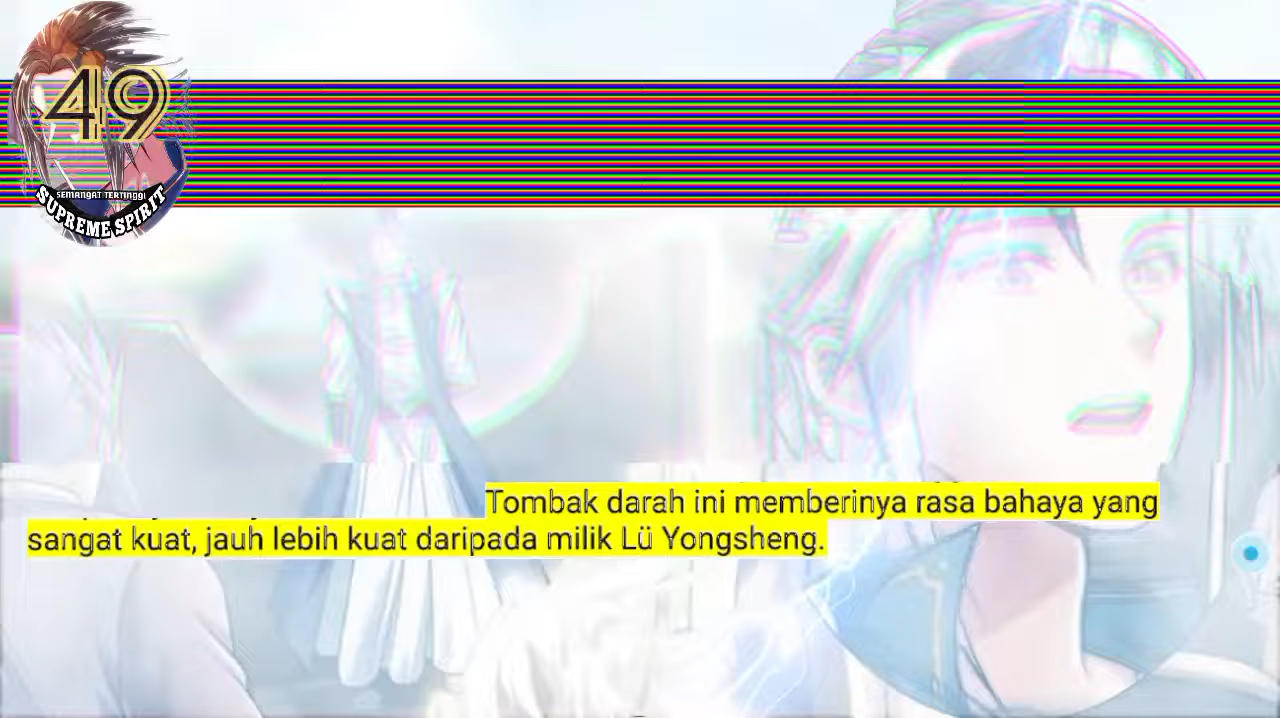 49
SEMANGAT TERTINGGI
SUPREME SPIRIT
Tombak darah ini memberinya rasa bahaya yang
sangat kuat, jauh lebih kuat daripada milik Lü Yongsheng.